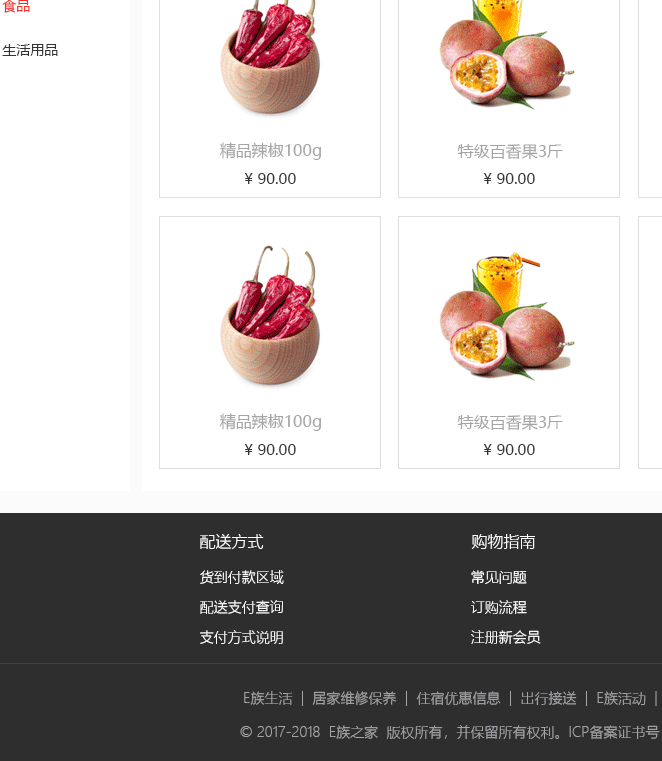 食品
生活用品
精品辣椒100g
特级百香果3斤
¥ 90.00
¥ 90.00
精品辣椒100g
特级百香果3斤
¥ 90.00
¥ 90.00
配送方式
购物指南
货到付款区域
常见问题
配送支付查询
订购流程
支付方式说明
注册新会员
E族生活 | 居家维修保养 | 住宿优惠信息 | 出行接送 | E族活动 |
© 2017-2018 E族之家 版权所有，并保留所有权利。ICP备案证书号